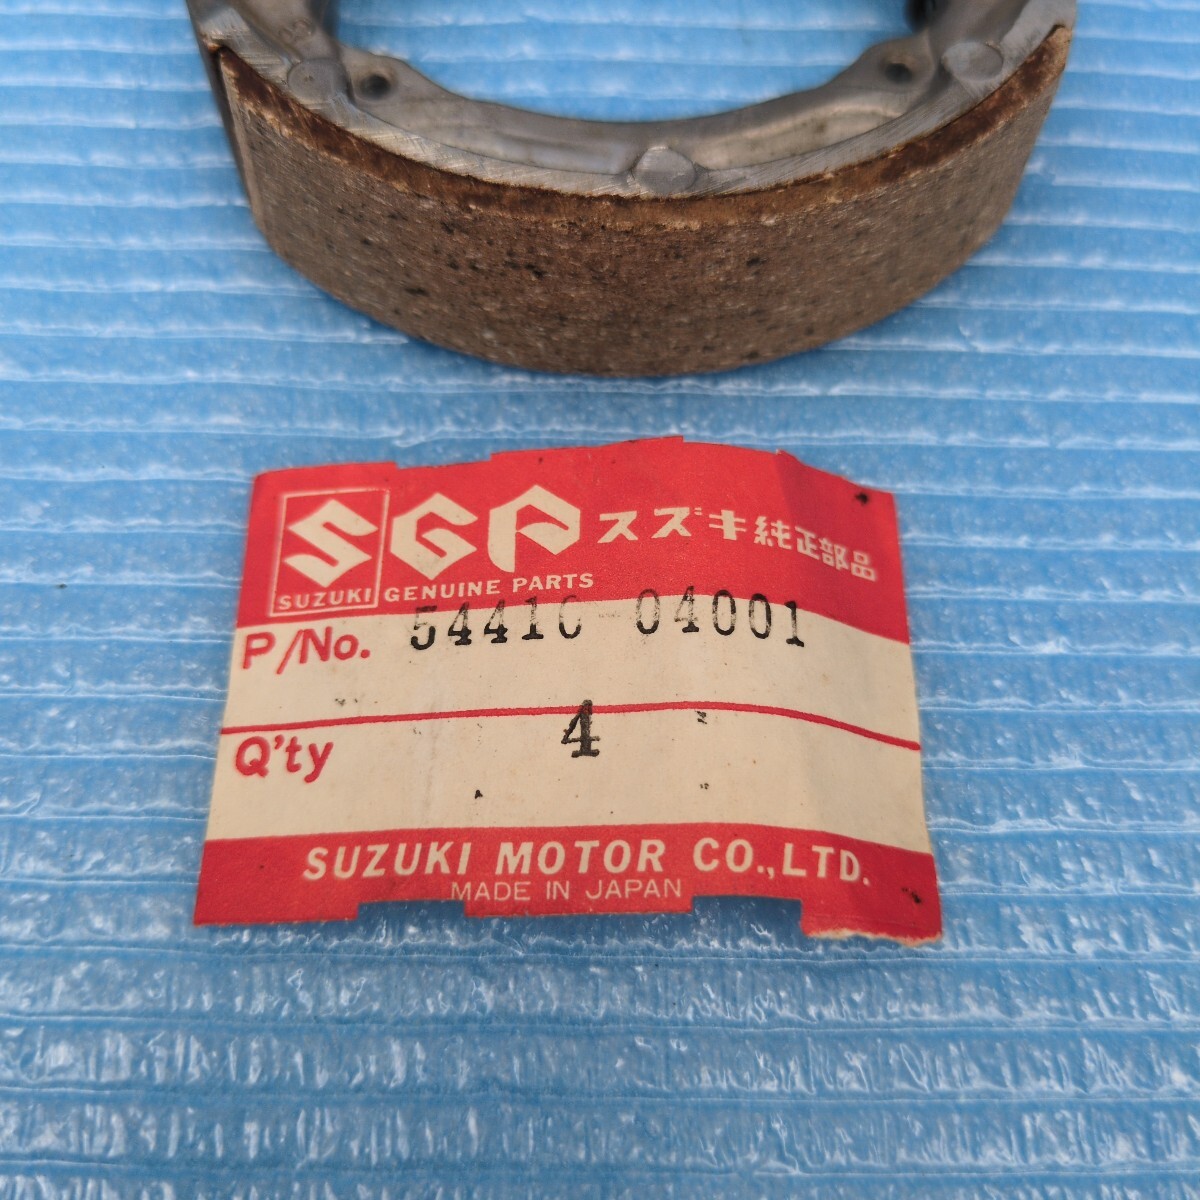 SGP スズキ純正部品
SUZUKI GENUINE PARTS
P/No. 54410-04001
Q'ty 4
SUZUKI MOTOR CO.,LTD.
MADE IN JAPAN